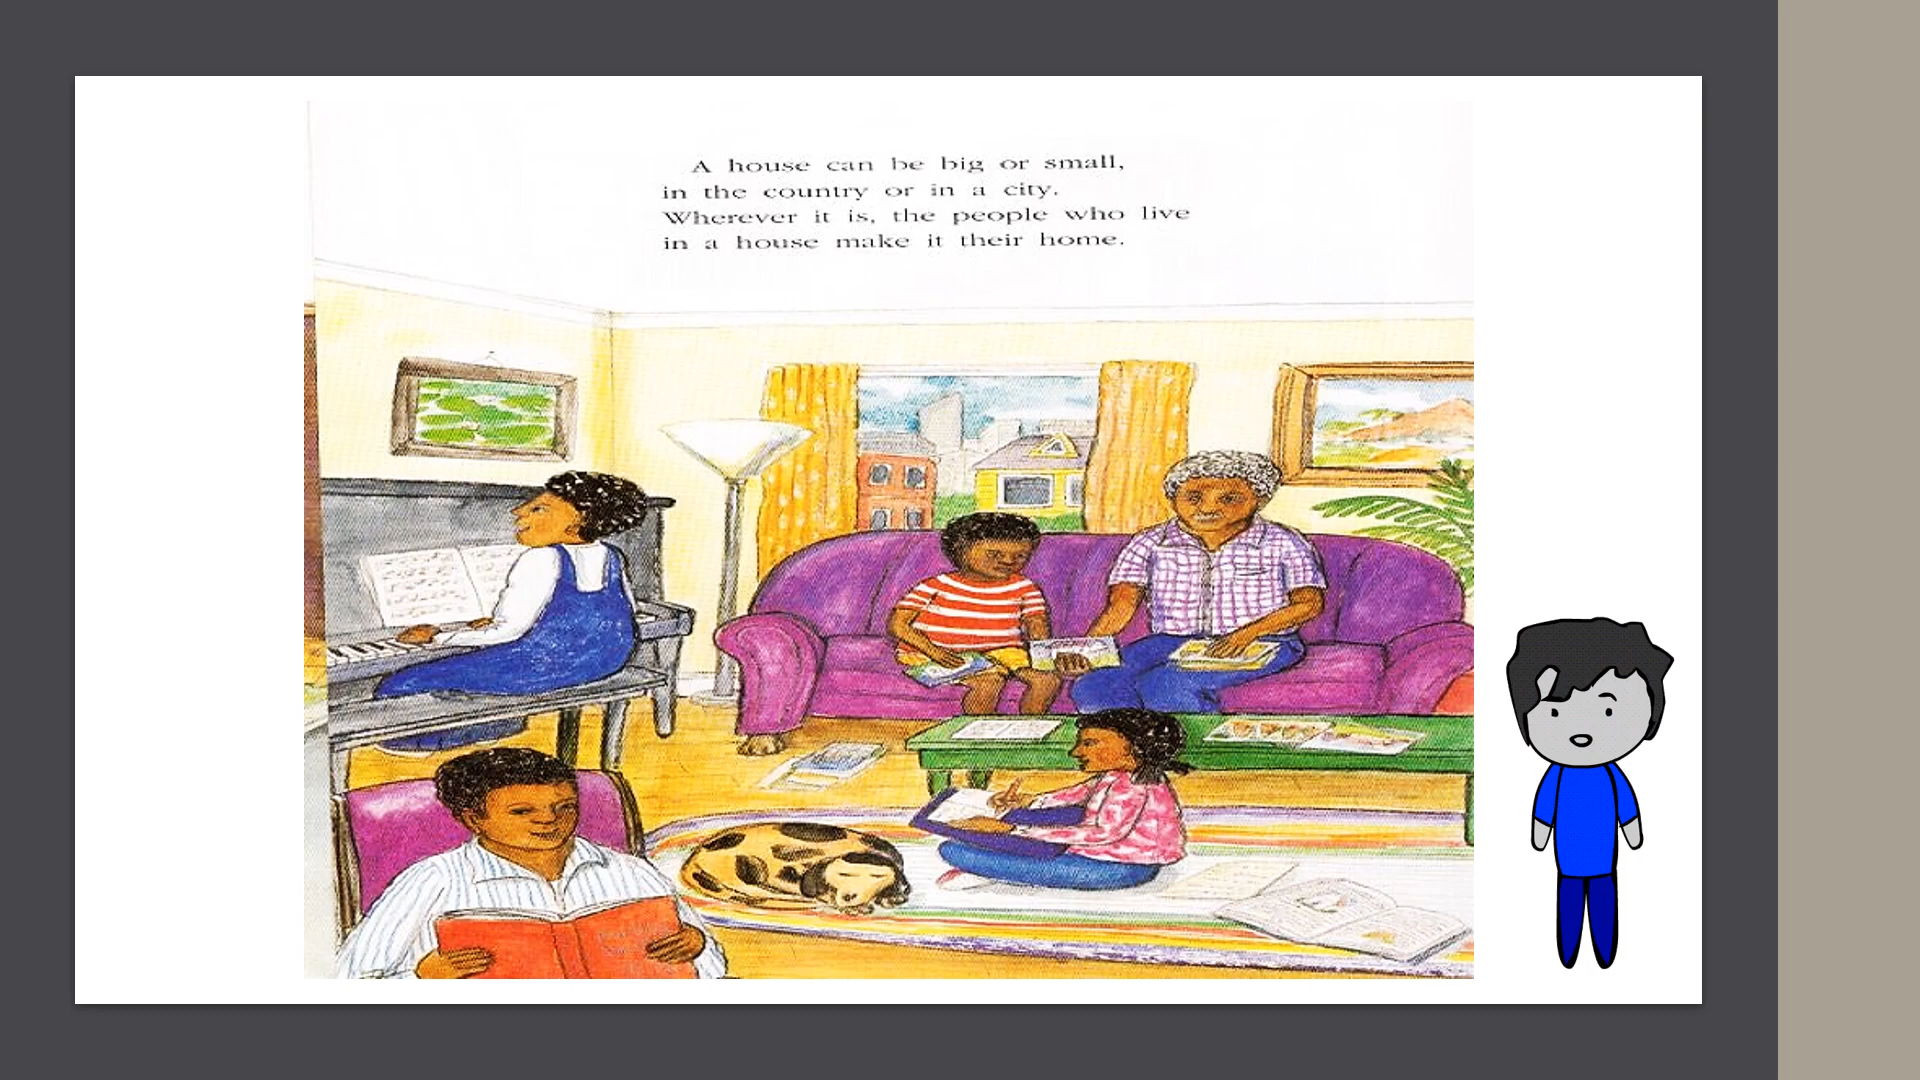 A house can be big or small,
in the country or in a city.
Wherever it is, the people who live
in a house make it their home.